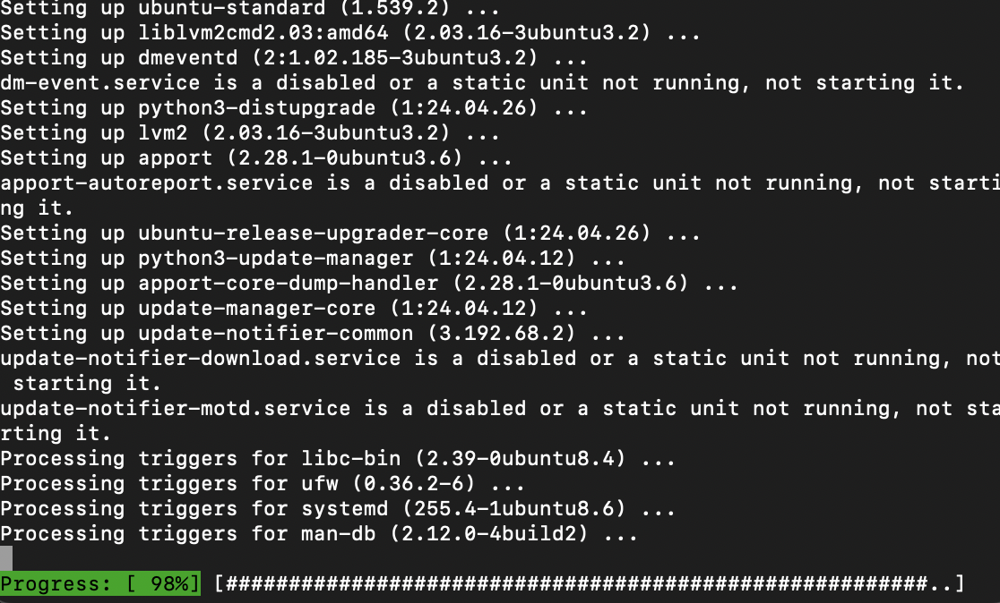 Setting up ubuntu-standard (1.539.2) ...
Setting up liblvm2cmd2.03:amd64 (2.03.16-3ubuntu3.2) ...
Setting up dmeventd (2:1.02.185-3ubuntu3.2) ...
dm-event.service is a disabled or a static unit not running, not starting it.
Setting up python3-distupgrade (1:24.04.26) ...
Setting up lvm2 (2.03.16-3ubuntu3.2) ...
Setting up apport (2.28.1-0ubuntu3.6) ...
apport-autoreport.service is a disabled or a static unit not running, not starti
ng it.
Setting up ubuntu-release-upgrader-core (1:24.04.26) ...
Setting up python3-update-manager (1:24.04.12) ...
Setting up apport-core-dump-handler (2.28.1-0ubuntu3.6) ...
Setting up update-manager-core (1:24.04.12) ...
Setting up update-notifier-common (3.192.68.2) ...
update-notifier-download.service is a disabled or a static unit not running, not
 starting it.
update-notifier-motd.service is a disabled or a static unit not running, not sta
rting it.
Processing triggers for libc-bin (2.39-0ubuntu8.4) ...
Processing triggers for ufw (0.36.2-6) ...
Processing triggers for systemd (255.4-1ubuntu8.6) ...
Processing triggers for man-db (2.12.0-4build2) ...
Progress: [ 98%] [########################################################..]